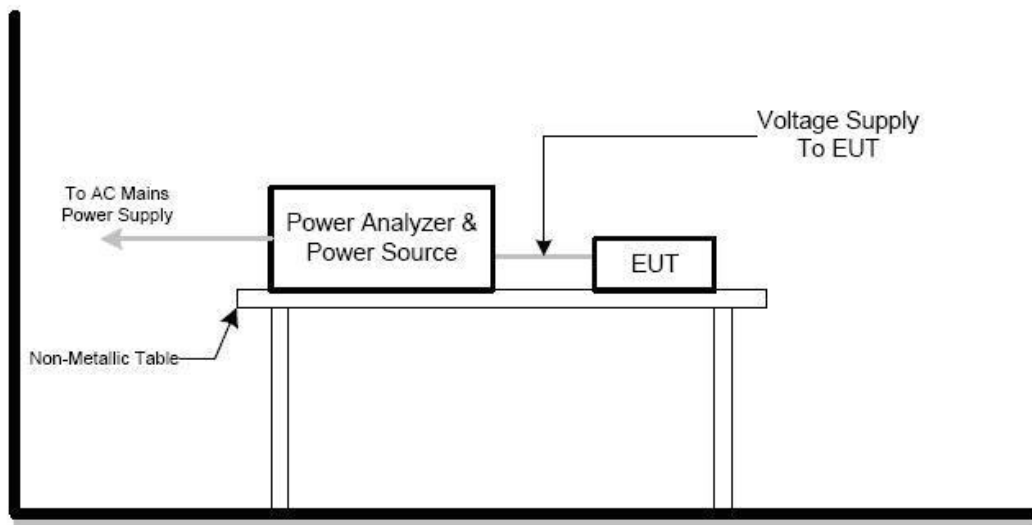 Voltage Supply
To EUT
To AC Mains
Power Supply
Power Analyzer &
Power Source
EUT
Non-Metallic Table